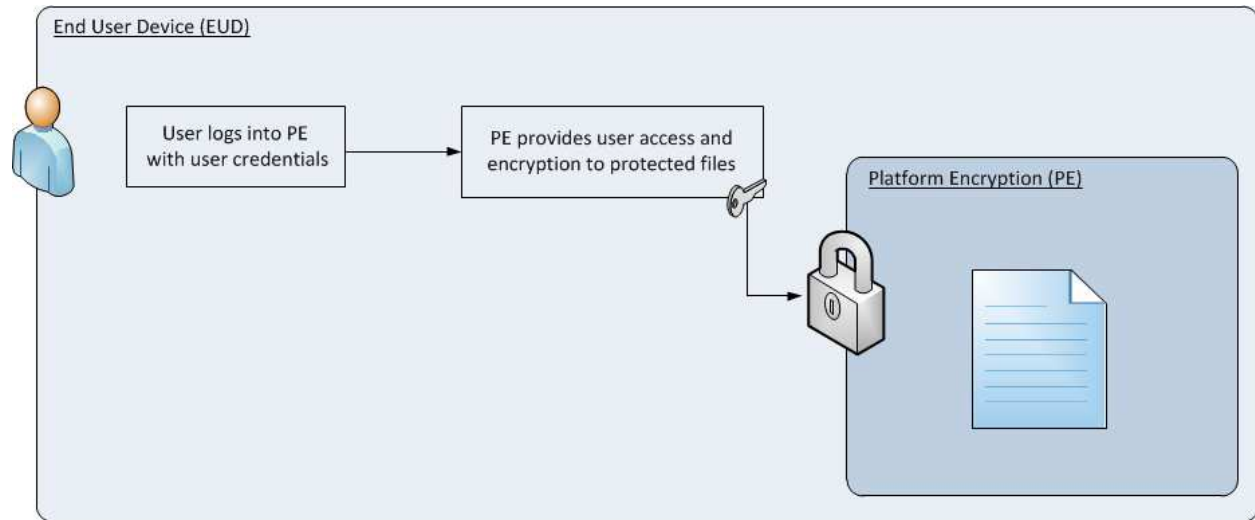 End User Device (EUD)
User logs into PE
with user credentials
PE provides user access and
encryption to protected files
Platform Encryption (PE)